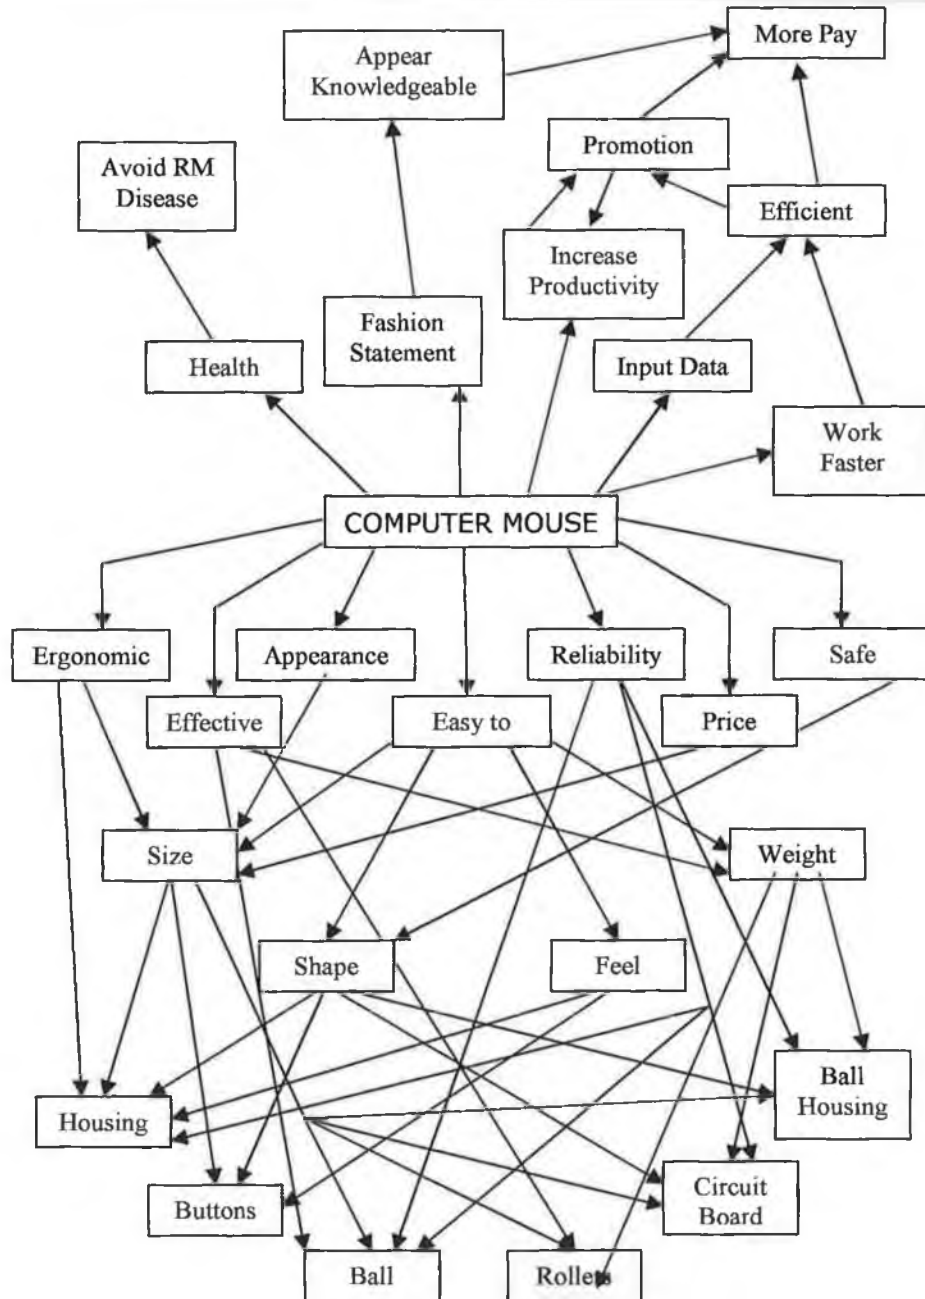 More Pay
Appear
Knowledgeable
Promotion
Avoid RM
Disease
Efficient
Increase
Productivity
Fashion
Statement
Health
Input Data
Work
Faster
COMPUTER MOUSE
Ergonomic
Appearance
Reliability
Safe
Effective
Easy to
Price
Size
Weight
Shape
Feel
Ball
Housing
Housing
Circuit
Board
Buttons
Ball
Rollers